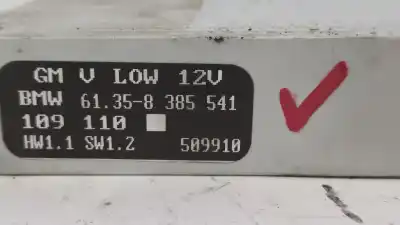 GM V LOW 12V
BMW 61.35-8 385 541
109 110
HW1.1 SW1.2 509910